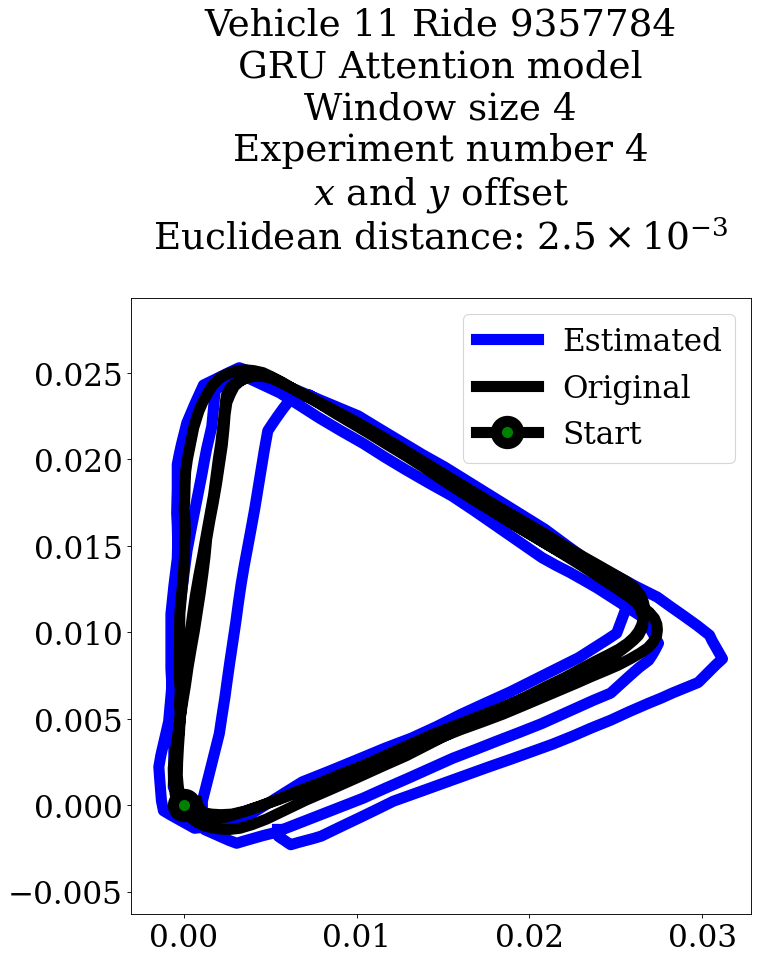 Vehicle 11 Ride 9357784
GRU Attention model
Window size 4
Experiment number 4
x and y offset
Euclidean distance: 2.5 × 10⁻³
Estimated
Original
Start
0.025
0.020
0.015
0.010
0.005
0.000
−0.005
0.00 0.01 0.02 0.03